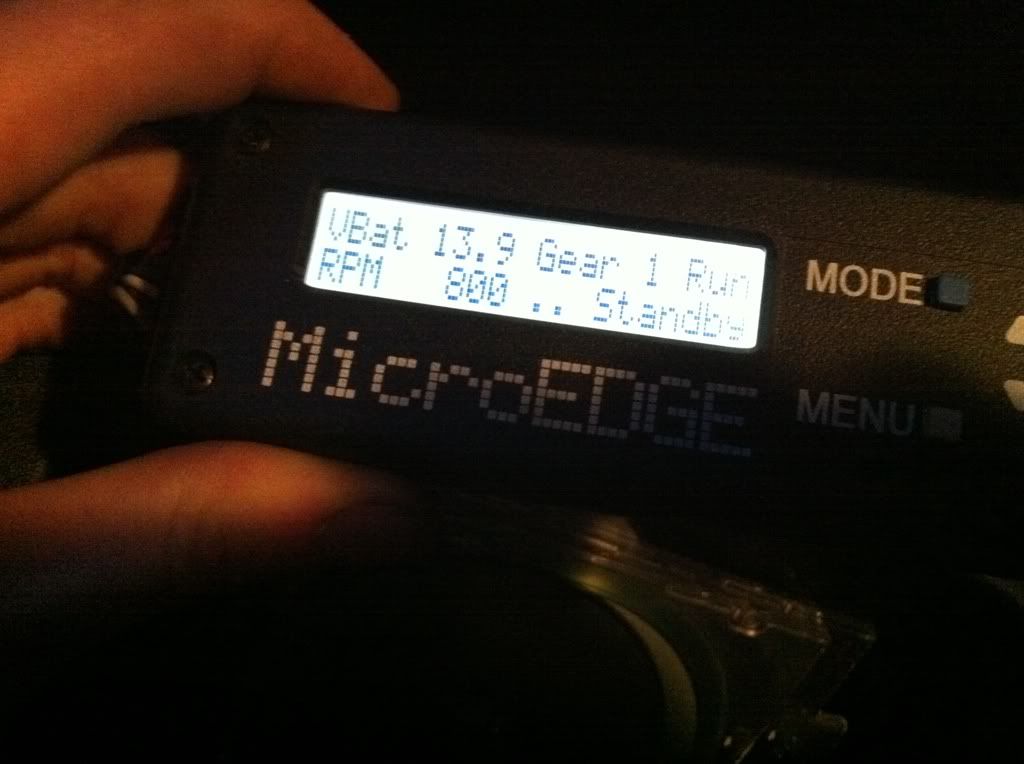 VBat 13.9 Gear 1 Run
RPM 800 .. Standby
MicroEDGE
MODE
MENU